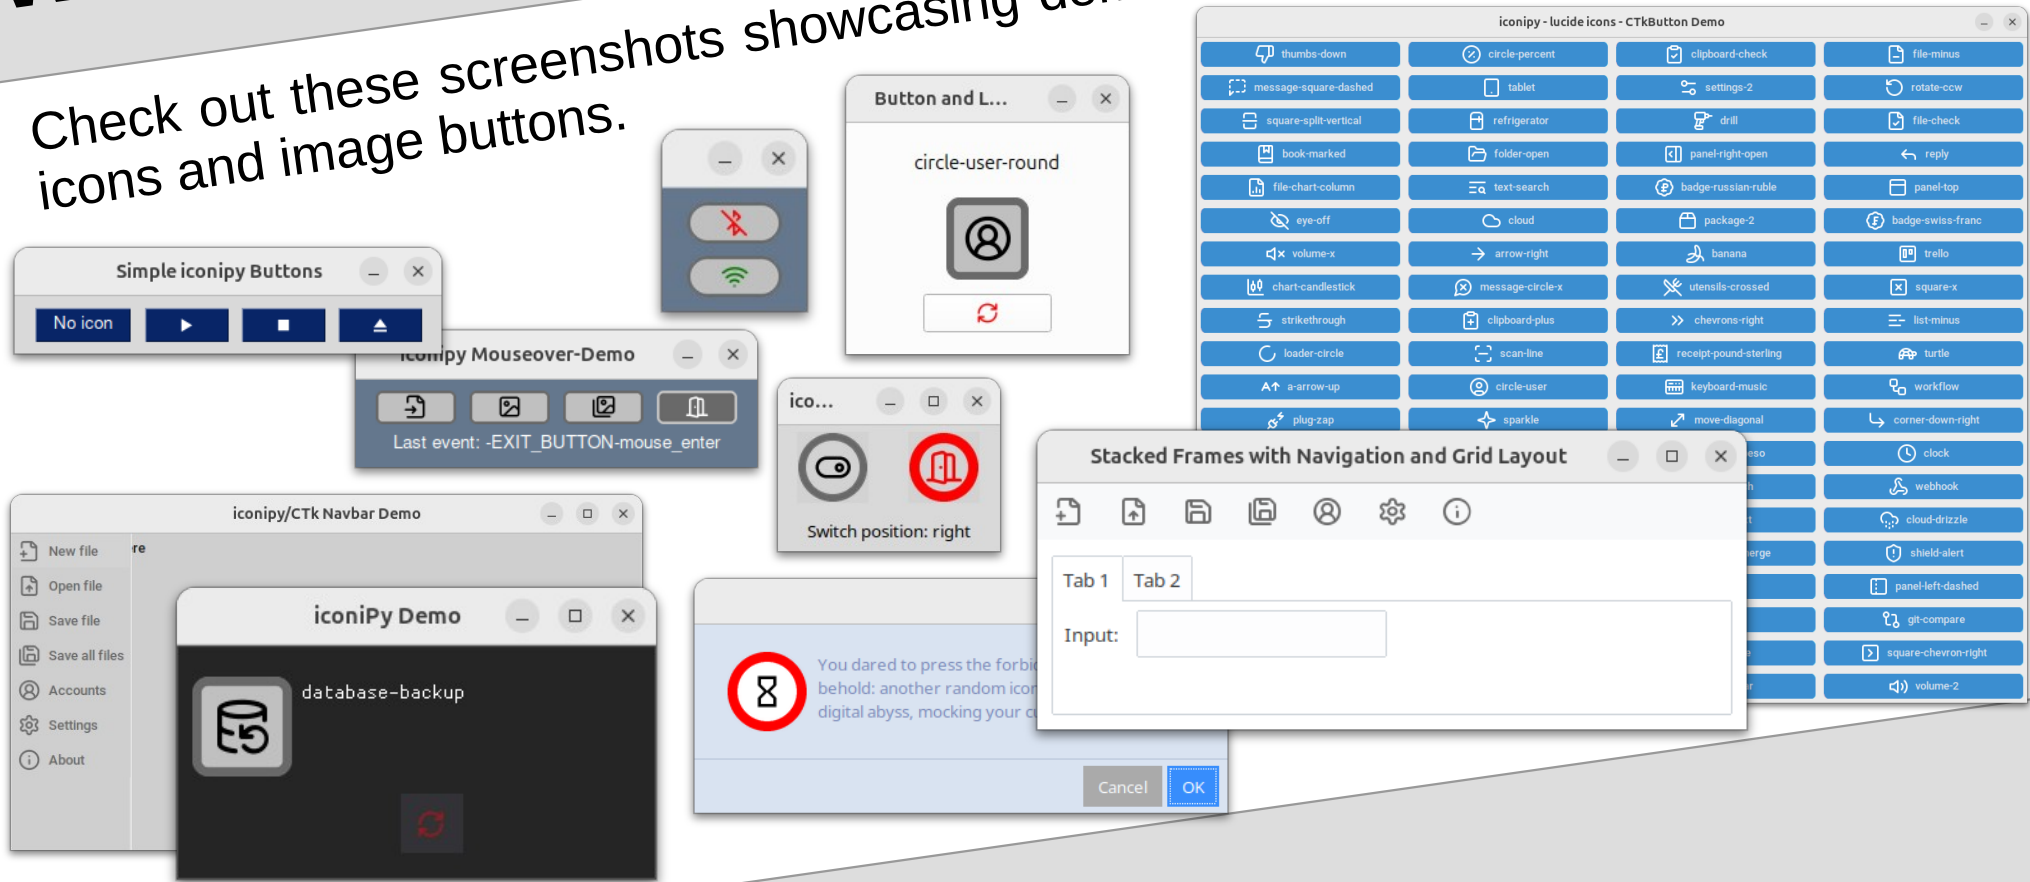 Check out these screenshots showcasing
icons and image buttons.
Simple iconipy Buttons
No icon
iconipy Mouseover-Demo
Last event: -EXIT_BUTTON-mouse_enter
Button and L...
circle-user-round
ico...
Switch position: right
iconipy/CTk Navbar Demo
New file
re
Open file
Save file
Save all files
Accounts
Settings
About
iconiPy Demo
database-backup
You dared to press the
behold: another random
digital abyss, mocking your
Cancel OK
Stacked Frames with Navigation and Grid Layout
Tab 1 Tab 2
Input:
iconipy - lucide icons - CTkButton Demo
thumbs-down circle-percent clipboard-check file-minus
message-square-dashed tablet settings-2 rotate-ccw
square-split-vertical refrigerator drill file-check
book-marked folder-open panel-right-open reply
file-chart-column text-search badge-russian-ruble panel-top
eye-off cloud package-2 badge-swiss-franc
volume-x arrow-right banana trello
chart-candlestick message-circle-x utensils-crossed square-x
strikethrough clipboard-plus chevrons-right list-minus
loader-circle scan-line receipt-pound-sterling turtle
a-arrow-up circle-user keyboard-music workflow
plug-zap sparkle move-diagonal corner-down-right
eso clock
webhook
cloud-drizzle
erge shield-alert
panel-left-dashed
git-compare
square-chevron-right
volume-2